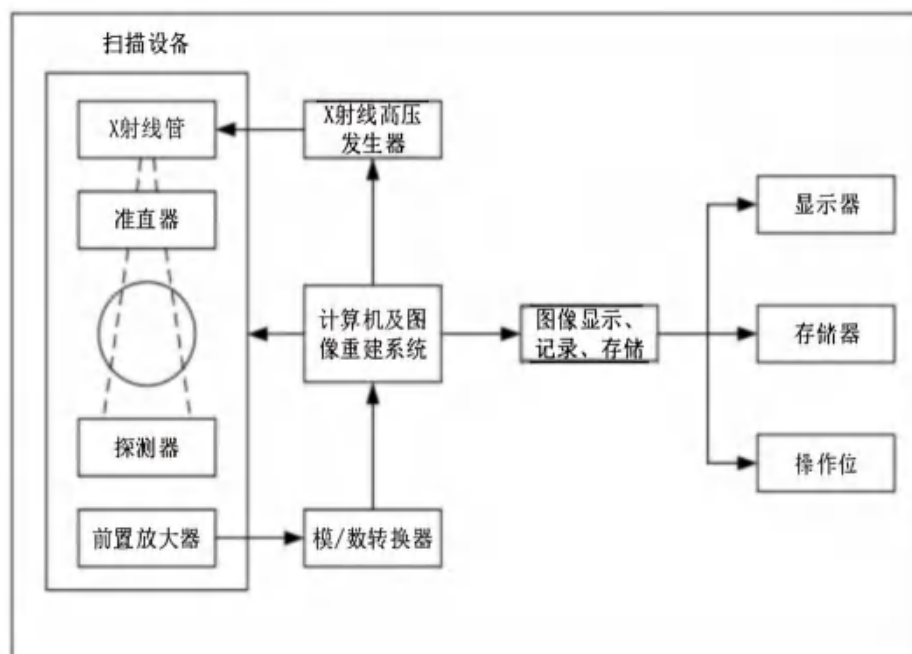 扫描设备
X射线管
X射线高压
发生器
准直器
显示器
计算机及图
像重建系统
图像显示、
记录、存储
存储器
探测器
操作位
前置放大器
模/数转换器